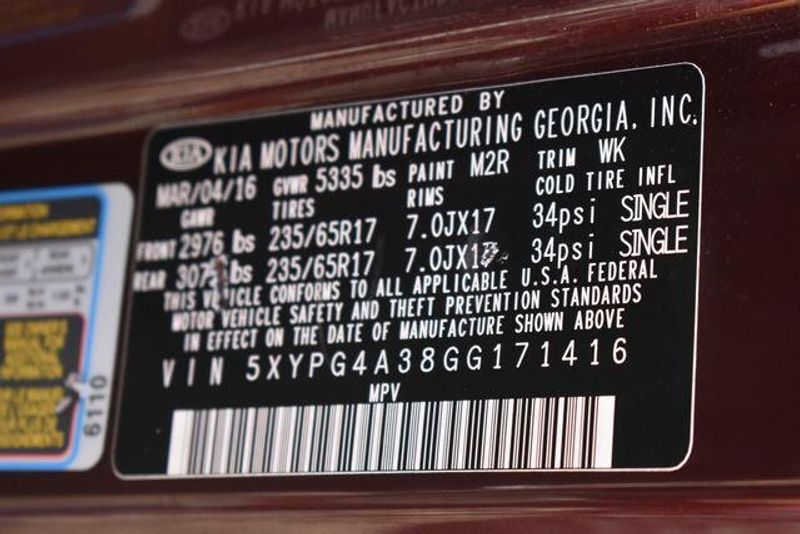 MANUFACTURED BY
KIA KIA MOTORS MANUFACTURING GEORGIA, INC.
MAR/04/16 GVWR 5335 lbs PAINT M2R TRIM WK
GAWR TIRES RIMS COLD TIRE INFL
FRONT 2976 lbs 235/65R17 7.0JX17 34psi SINGLE
REAR lbs 235/65R17 34psi SINGLE
THIS VEHICLE CONFORMS TO ALL APPLICABLE U.S.A. FEDERAL
MOTOR VEHICLE SAFETY AND THEFT PREVENTION STANDARDS
IN EFFECT ON THE DATE OF MANUFACTURE SHOWN ABOVE
VIN 5XYPG4A38GG171416
MPV
6110